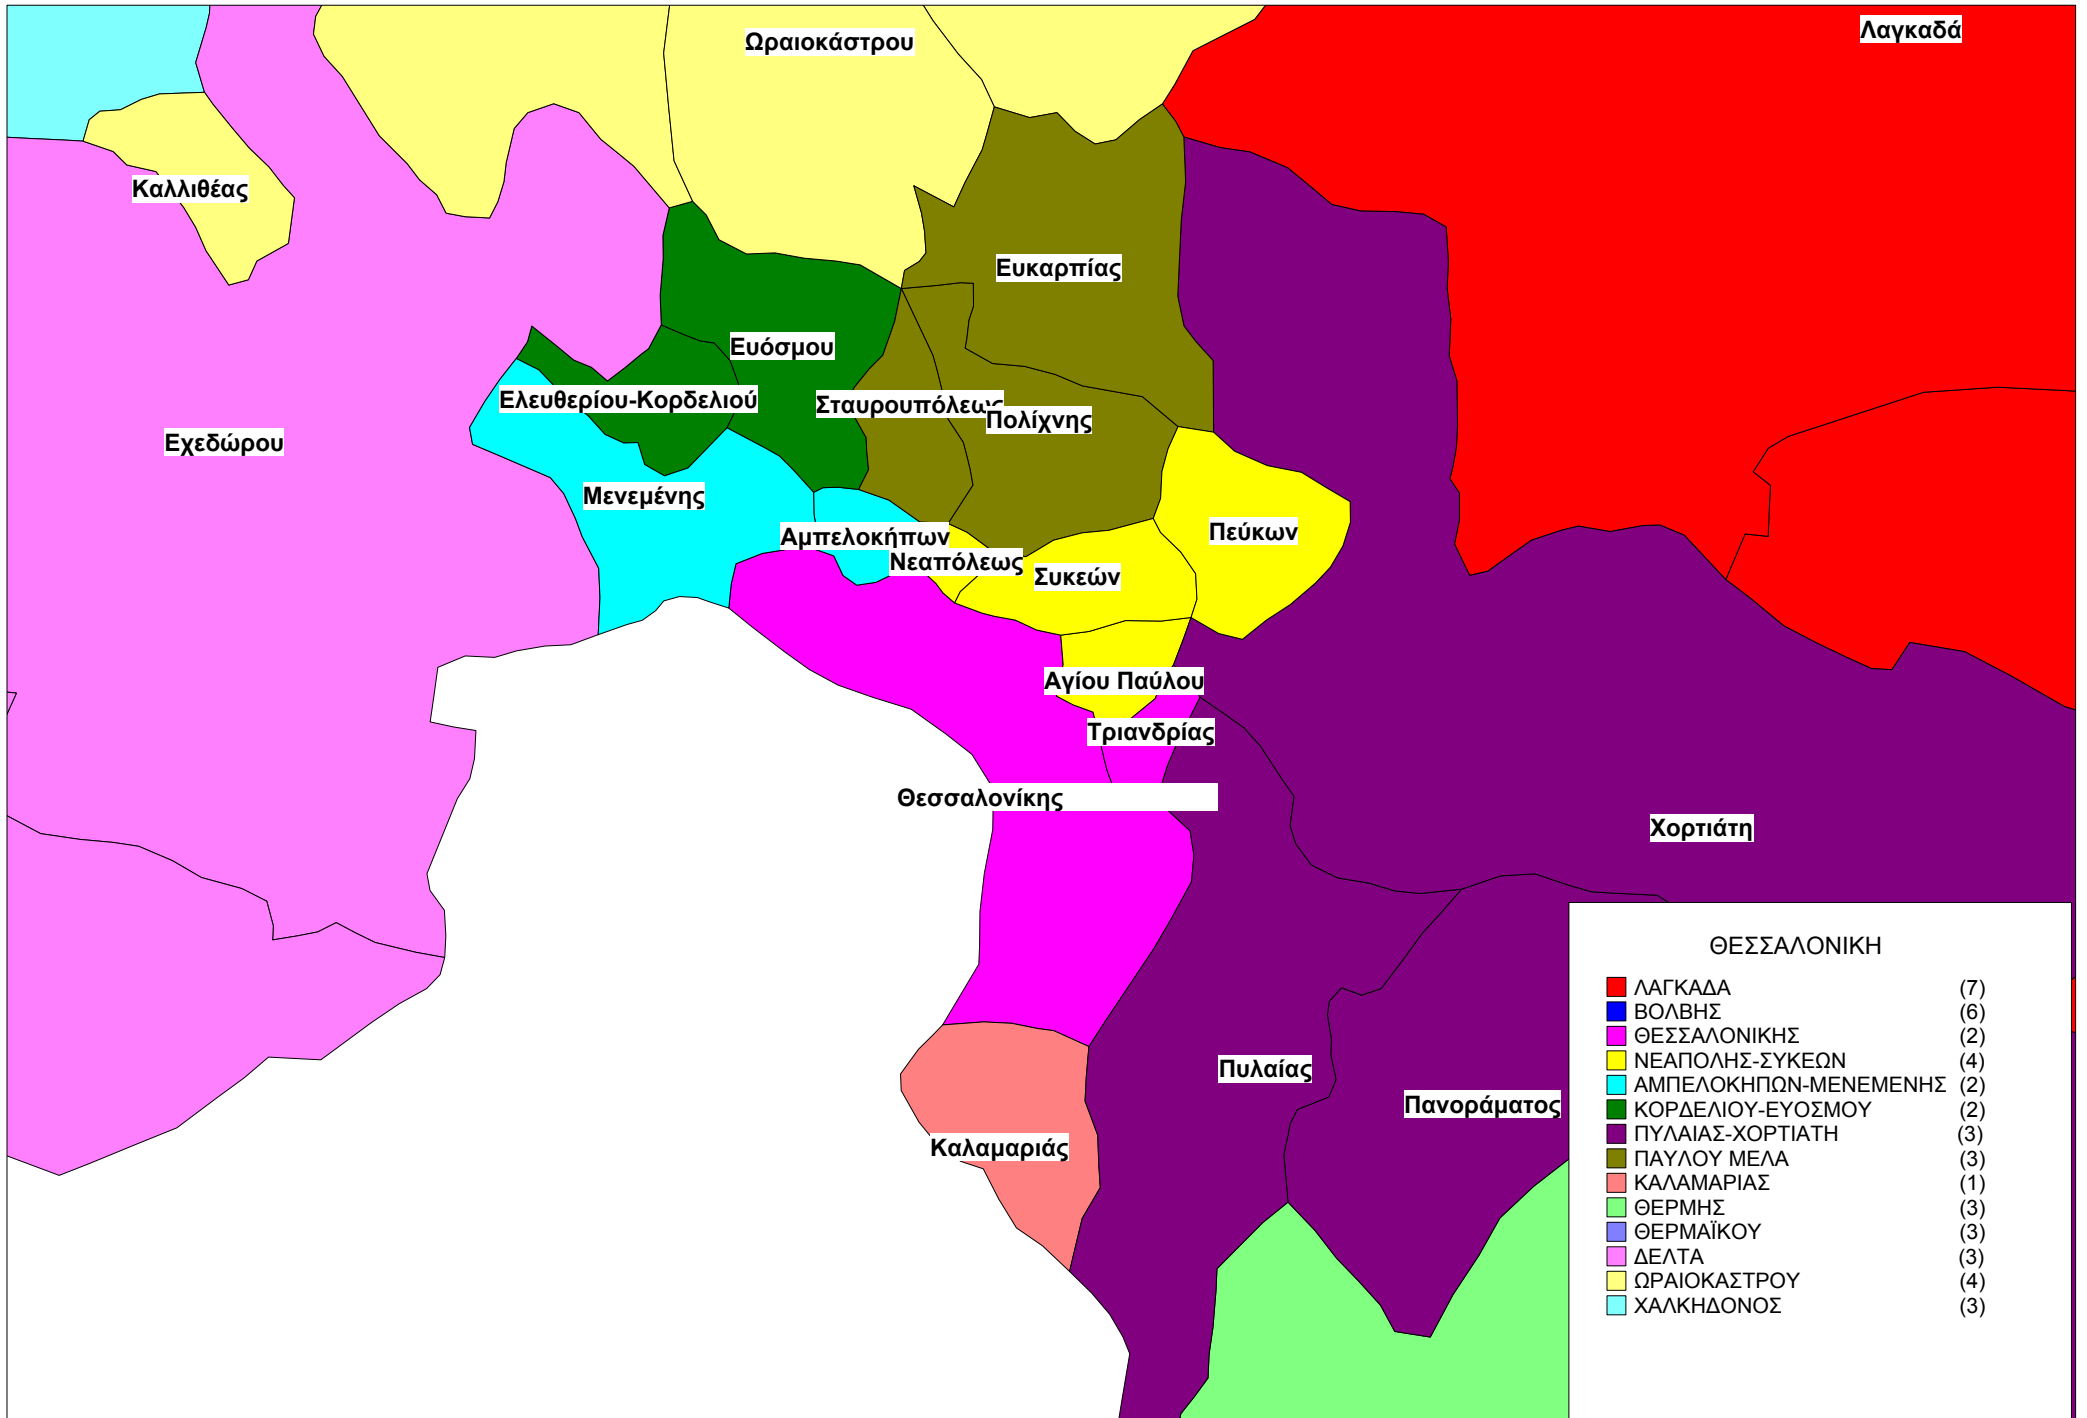 Λαγκαδά
Ωραιοκάστρου
Καλλιθέας
Ευκαρπίας
Ευόσμου
Ελευθερίου-Κορδελιού
Σταυρουπόλεως
Πολίχνης
Εχεδώρου
Μενεμένης
Πεύκων
Αμπελοκήπων
Νεαπόλεως
Συκεών
Αγίου Παύλου
Τριανδρίας
Θεσσαλονίκης
Χορτιάτη
Πυλαίας
Πανοράματος
Καλαμαριάς
ΘΕΣΣΑΛΟΝΙΚΗ
ΛΑΓΚΑΔΑ (7)
ΒΟΛΒΗΣ (6)
ΘΕΣΣΑΛΟΝΙΚΗΣ (2)
ΝΕΑΠΟΛΗΣ-ΣΥΚΕΩΝ (4)
ΑΜΠΕΛΟΚΗΠΩΝ-ΜΕΝΕΜΕΝΗΣ (2)
ΚΟΡΔΕΛΙΟΥ-ΕΥΟΣΜΟΥ (2)
ΠΥΛΑΙΑΣ-ΧΟΡΤΙΑΤΗ (3)
ΠΑΥΛΟΥ ΜΕΛΑ (3)
ΚΑΛΑΜΑΡΙΑΣ (1)
ΘΕΡΜΗΣ (3)
ΘΕΡΜΑΪΚΟΥ (3)
ΔΕΛΤΑ (3)
ΩΡΑΙΟΚΑΣΤΡΟΥ (4)
ΧΑΛΚΗΔΟΝΟΣ (3)